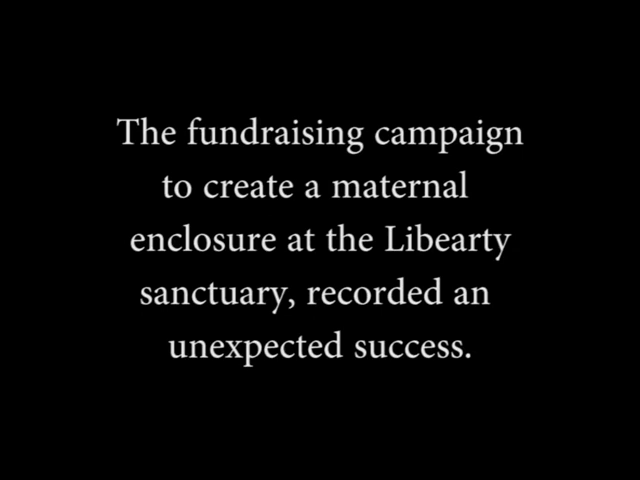 The fundraising campaign
to create a maternal
enclosure at the Libearty
sanctuary, recorded an
unexpected success.